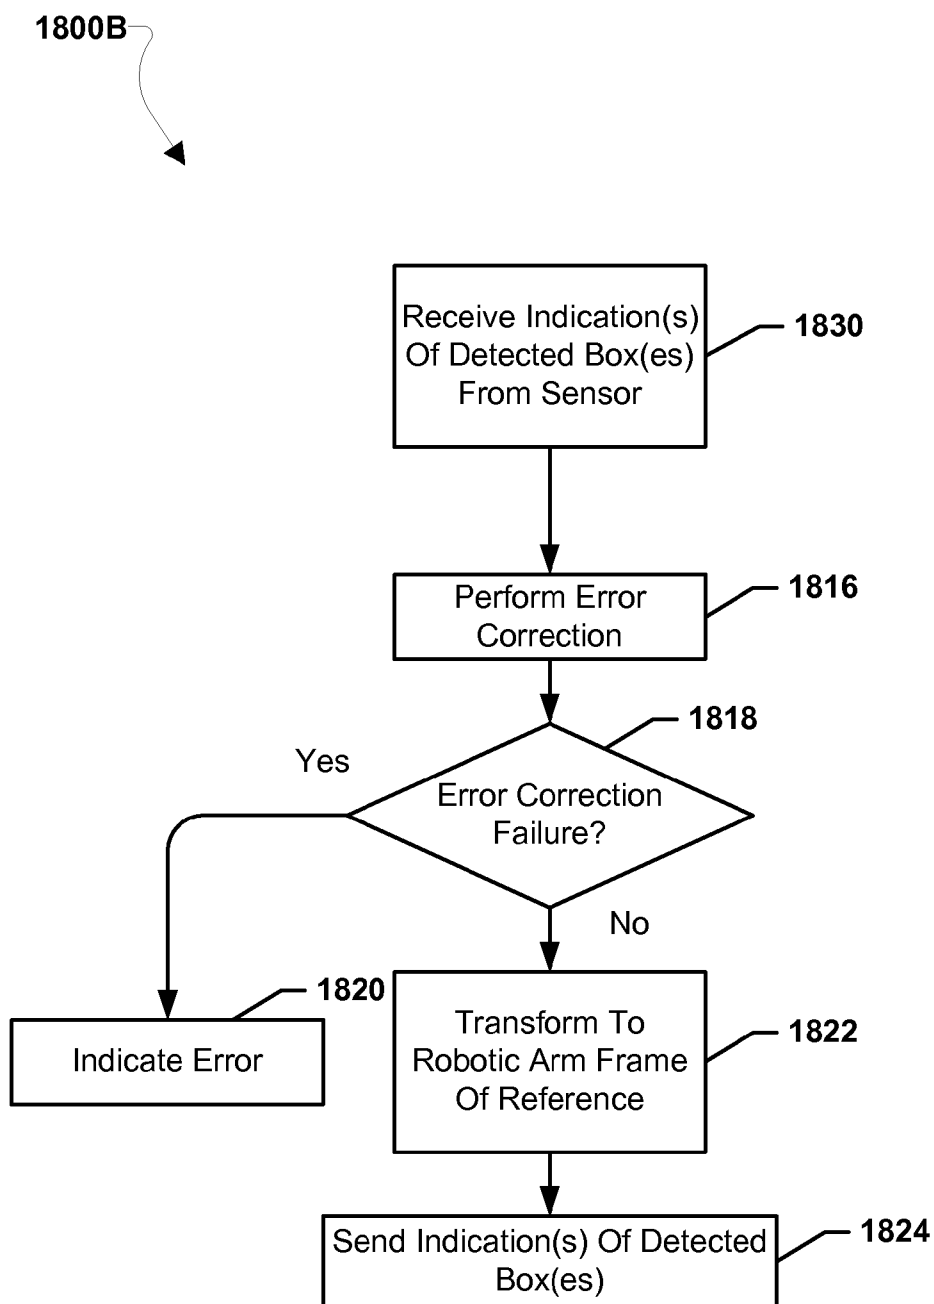 1800B
Receive Indication(s)
Of Detected Box(es)
From Sensor
1830
Perform Error
Correction
1816
1818
Yes
Error Correction
Failure?
No
1820
Indicate Error
Transform To
Robotic Arm Frame
Of Reference
1822
Send Indication(s) Of Detected
Box(es)
1824